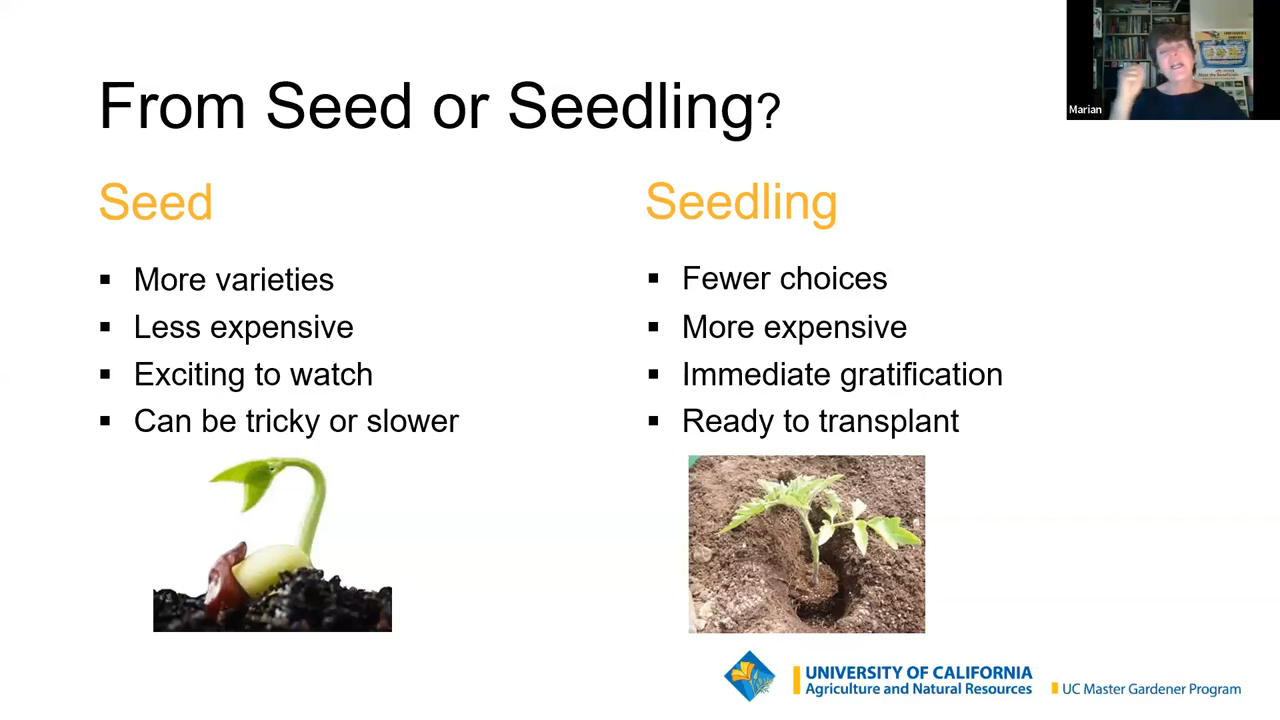 From Seed or Seedling?
Marian
Seed
More varieties
Less expensive
Exciting to watch
Can be tricky or slower
Seedling
Fewer choices
More expensive
Immediate gratification
Ready to transplant
UNIVERSITY OF CALIFORNIA
Agriculture and Natural Resources
UC Master Gardener Program